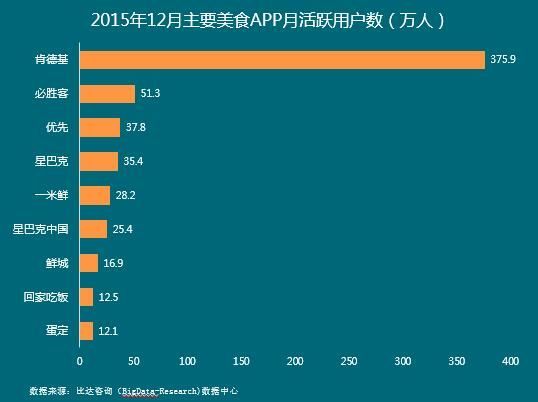 2015年12月主要美食APP月活跃用户数（万人）
肯德基 375.9
必胜客 51.3
优先 37.8
星巴克 35.4
一米鲜 28.2
星巴克中国 25.4
鲜城 16.9
回家吃饭 12.5
蛋定 12.1
0 50 100 150 200 250 300 350 400
数据来源：比达咨询（BigData-Research)数据中心